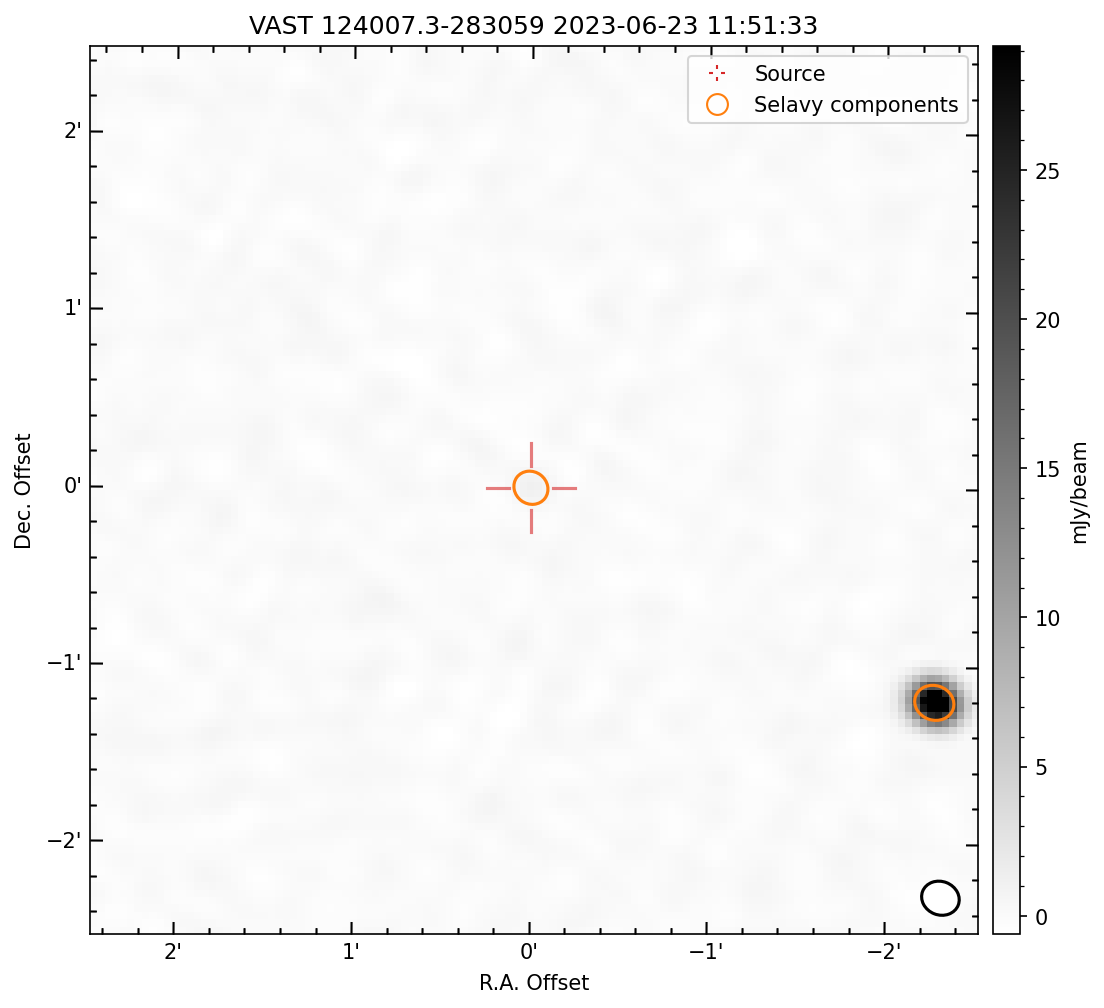 VAST 124007.3-283059 2023-06-23 11:51:33
Source
Selavy components
2'
1'
0'
−1'
−2'
Dec. Offset
2'
1'
0'
−1'
−2'
R.A. Offset
25
20
15
10
5
0
mJy/beam